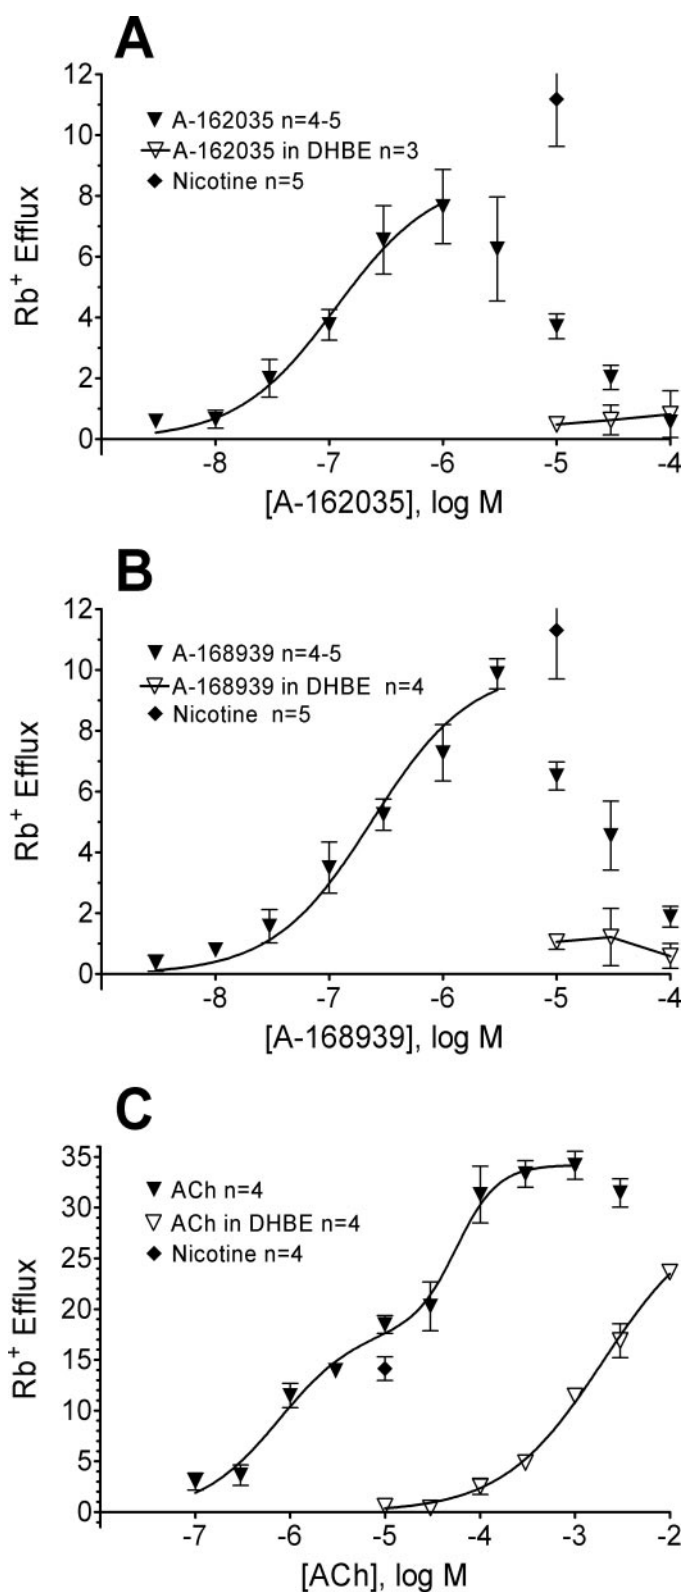 A
12
10
8
6
4
2
0
Rb+ Efflux
A-162035 n=4-5
A-162035 in DHBE n=3
Nicotine n=5
-8 -7 -6 -5 -4
[A-162035], log M
B
12
10
8
6
4
2
0
Rb+ Efflux
A-168939 n=4-5
A-168939 in DHBE n=4
Nicotine n=5
-8 -7 -6 -5 -4
[A-168939], log M
C
35
30
25
20
15
10
5
0
Rb+ Efflux
ACh n=4
ACh in DHBE n=4
Nicotine n=4
-7 -6 -5 -4 -3 -2
[ACh], log M